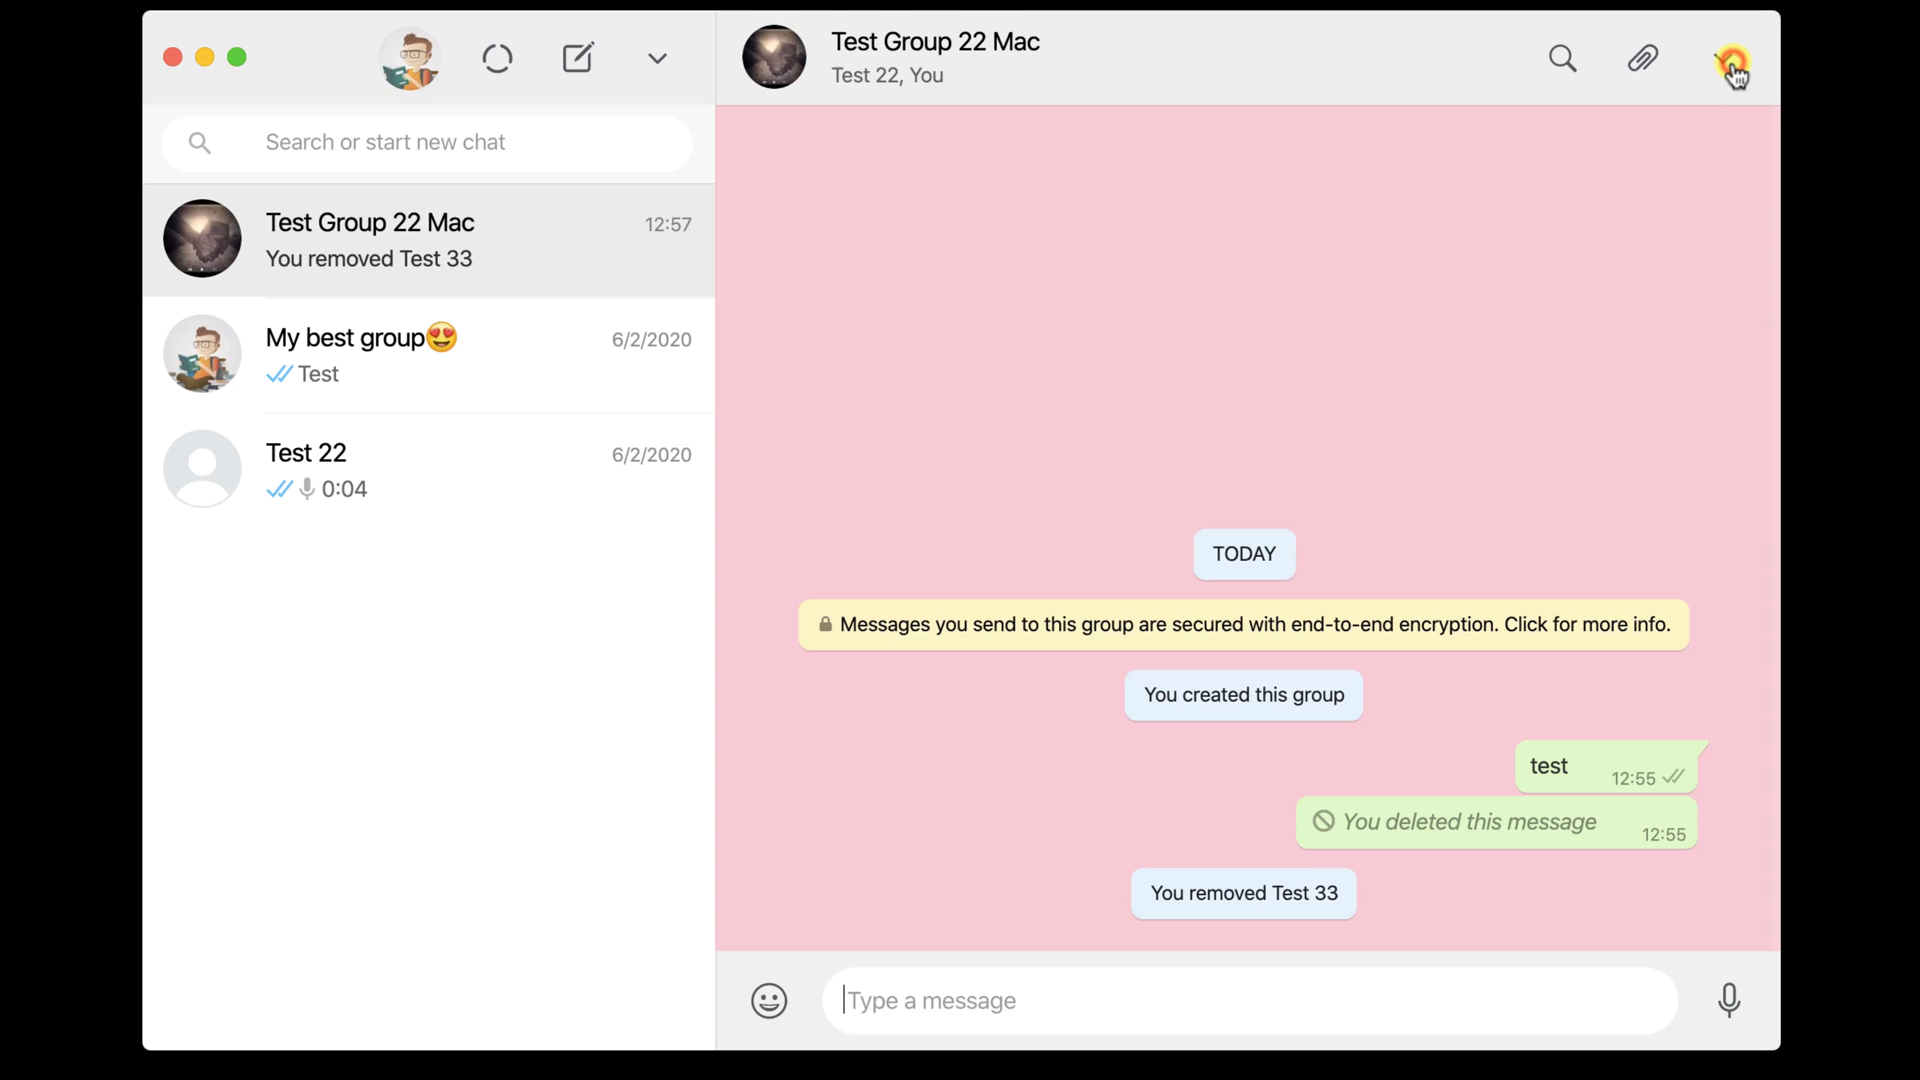 Search or start new chat
Test Group 22 Mac 12:57
You removed Test 33
My best group😍 6/2/2020
Test
Test 22 6/2/2020
0:04
Test Group 22 Mac
Test 22, You
TODAY
Messages you send to this group are secured with end-to-end encryption. Click for more info.
You created this group
test 12:55
You deleted this message 12:55
You removed Test 33
Type a message